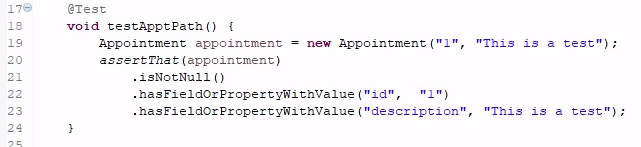 17 @Test
18 void testApptPath() {
19 Appointment appointment = new Appointment("1", "This is a test");
20 assertThat(appointment)
21 .isNotNull()
22 .hasFieldOrPropertyWithValue("id", "1")
23 .hasFieldOrPropertyWithValue("description", "This is a test");
24 }
25